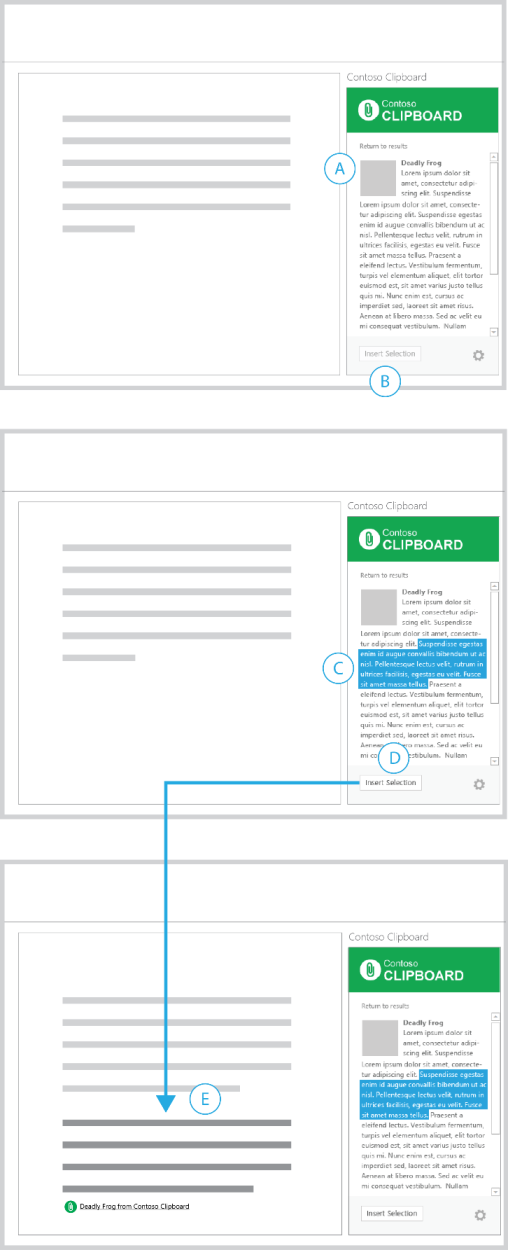 Contoso Clipboard
Contoso
CLIPBOARD
Return to results
A
Deadly Frog
Lorem ipsum dolor sit
amet, consectetur adipi-
scing elit. Suspendisse
Lorem ipsum dolor sit amet, consecte-
tur adipiscing elit. Suspendisse egestas
enim id augue convallis bibendum ut ac
nisl. Pellentesque lectus velit, rutrum in
ultrices facilisis, egestas eu velit. Fusce
sit amet massa tellus. Praesent a
eleifend lectus. Vestibulum fermentum,
turpis vel elementum aliquet, elit tortor
euismod est, sit amet varius justo tellus
quis mi. Nunc enim est, cursus ac
imperdiet sed, laoreet sit amet risus.
Aenean at libero massa. Sed ac velit eu
mi consequat vestibulum. Nullam
Insert Selection
B
Contoso Clipboard
Contoso
CLIPBOARD
Return to results
Deadly Frog
Lorem ipsum dolor sit
amet, consectetur adipi-
scing elit. Suspendisse
Lorem ipsum dolor sit amet, consecte-
tur adipiscing elit. Suspendisse egestas
enim id augue convallis bibendum ut ac
nisl. Pellentesque lectus velit, rutrum in
C
ultrices facilisis, egestas eu velit. Fusce
sit amet massa tellus. Praesent a
eleifend lectus. Vestibulum fermentum,
turpis vel elementum aliquet, elit tortor
euismod est, sit amet varius justo tellus
quis mi. Nunc enim est, cursus ac
imperdiet sed, laoreet sit amet risus.
Aenean massa. Sed ac velit eu
mi Nullam
D
Insert Selection
Contoso Clipboard
Contoso
CLIPBOARD
Return to results
Deadly Frog
Lorem ipsum dolor sit
amet, consectetur adipi-
scing elit. Suspendisse
Lorem ipsum dolor sit amet, consecte-
tur adipiscing elit. Suspendisse egestas
enim id augue convallis bibendum ut ac
nisl. Pellentesque lectus velit, rutrum in
E
ultrices facilisis, egestas eu velit. Fusce
sit amet massa tellus. Praesent a
eleifend lectus. Vestibulum fermentum,
turpis vel elementum aliquet, elit tortor
euismod est, sit amet varius justo tellus
quis mi. Nunc enim est, cursus ac
imperdiet sed, laoreet sit amet risus.
Aenean at libero massa. Sed ac velit eu
mi consequat vestibulum. Nullam
Deadly Frog from Contoso Clipboard
Insert Selection